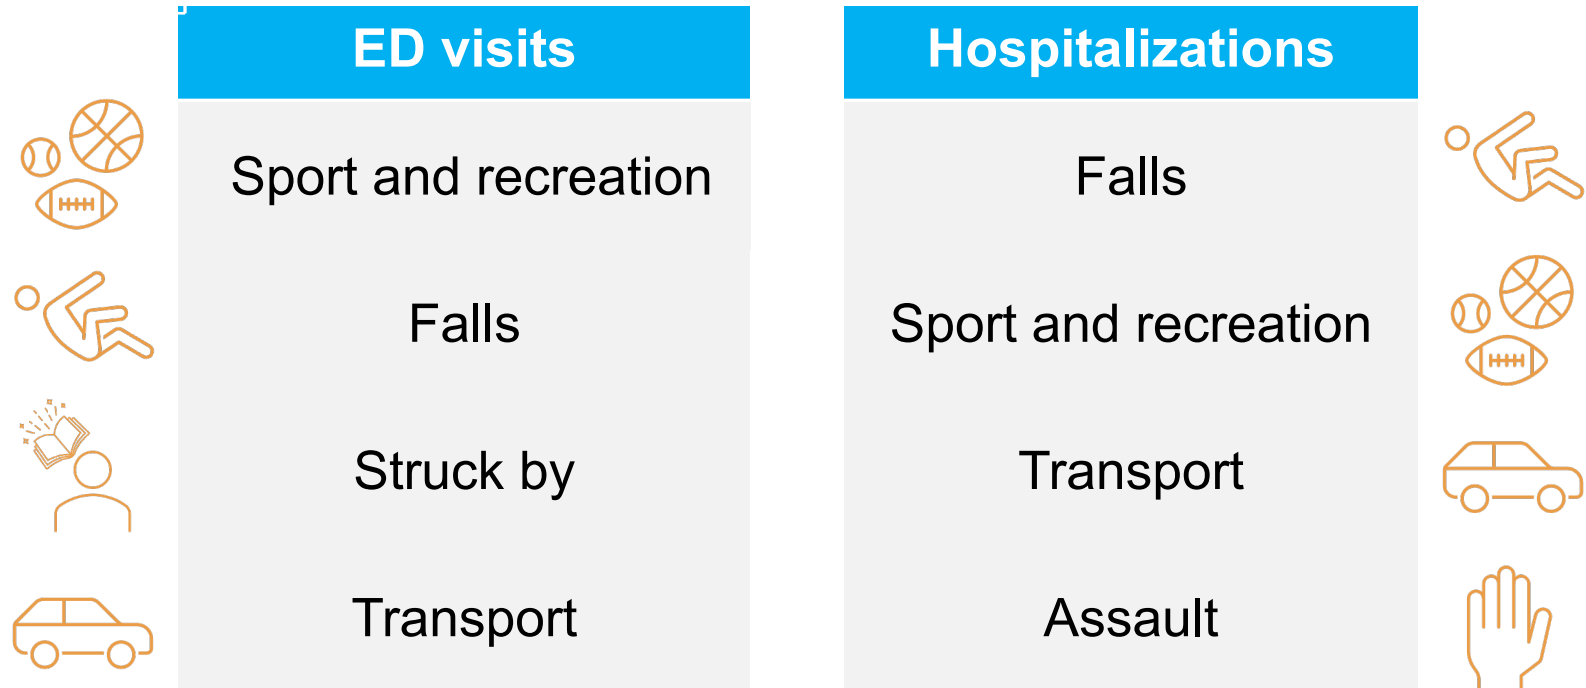 ED visits
Sport and recreation
Falls
Struck by
Transport
Hospitalizations
Falls
Sport and recreation
Transport
Assault